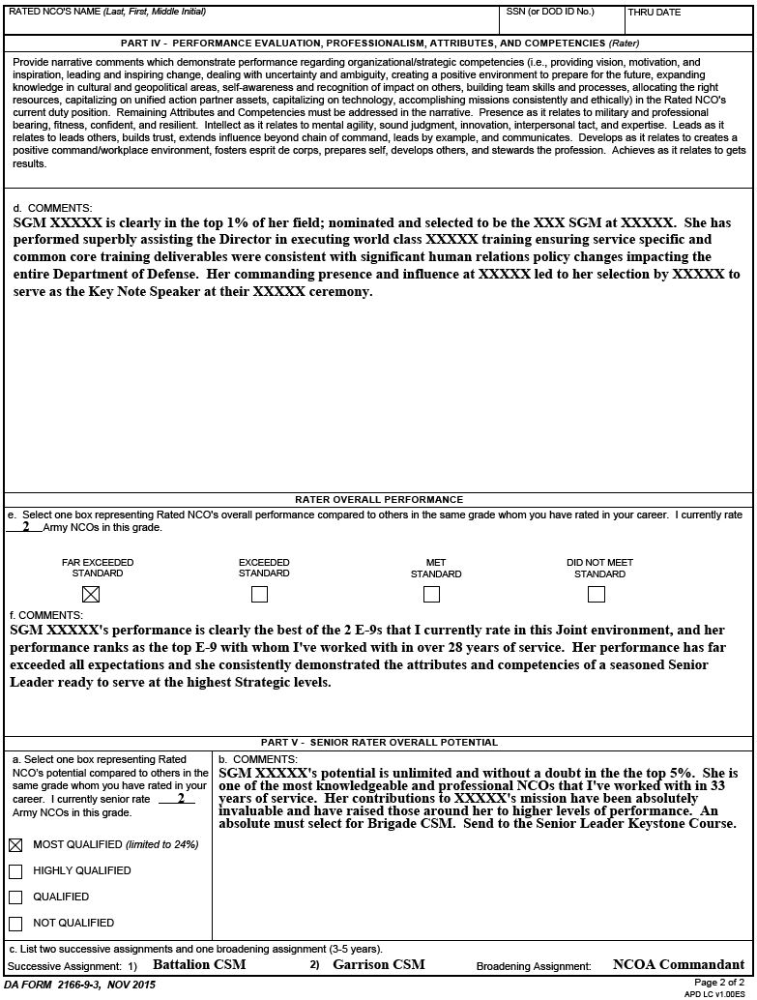 RATED NCO'S NAME (Last, First, Middle Initial)
SSN (or DOD ID No.)
THRU DATE
PART IV - PERFORMANCE EVALUATION, PROFESSIONALISM, ATTRIBUTES, AND COMPETENCIES (Rater)
Provide narrative comments which demonstrate performance regarding organizational/strategic competencies (i.e., providing vision, motivation, and
inspiration, leading and inspiring change, dealing with uncertainty and ambiguity, creating a positive environment to prepare for the future, expanding
knowledge in cultural and geopolitical areas, self-awareness and recognition of impact on others, building team skills and processes, allocating the right
resources, capitalizing on unified action partner assets, capitalizing on technology, accomplishing missions consistently and ethically) in the Rated NCO's
current duty position. Remaining Attributes and Competencies must be addressed in the narrative. Presence as it relates to military and professional
bearing, fitness, confident, and resilient. Intellect as it relates to mental agility, sound judgment, innovation, interpersonal tact, and expertise. Leads as it
relates to leads others, builds trust, extends influence beyond chain of command, leads by example, and communicates. Develops as it relates to creates a
positive command/workplace environment, fosters esprit de corps, prepares self, develops others, and stewards the profession. Achieves as it relates to gets
results.
d. COMMENTS:
SGM XXXXX is clearly in the top 1% of her field; nominated and selected to be the XXX SGM at XXXXX. She has
performed superbly assisting the Director in executing world class XXXXX training ensuring service specific and
common core training deliverables were consistent with significant human relations policy changes impacting the
entire Department of Defense. Her commanding presence and influence at XXXXX led to her selection by XXXXX to
serve as the Key Note Speaker at their XXXXX ceremony.
RATER OVERALL PERFORMANCE
e. Select one box representing Rated NCO's overall performance compared to others in the same grade whom you have rated in your career. I currently rate
2 Army NCOs in this grade.
FAR EXCEEDED
STANDARD
EXCEEDED
STANDARD
MET
STANDARD
DID NOT MEET
STANDARD
f. COMMENTS:
SGM XXXXX's performance is clearly the best of the 2 E-9s that I currently rate in this Joint environment, and her
performance ranks as the top E-9 with whom I've worked with in over 28 years of service. Her performance has far
exceeded all expectations and she consistently demonstrated the attributes and competencies of a seasoned Senior
Leader ready to serve at the highest Strategic levels.
PART V - SENIOR RATER OVERALL POTENTIAL
a. Select one box representing Rated
NCO's potential compared to others in the
same grade whom you have rated in your
career. I currently senior rate 2
Army NCOs in this grade.
MOST QUALIFIED (limited to 24%)
HIGHLY QUALIFIED
QUALIFIED
NOT QUALIFIED
b. COMMENTS:
SGM XXXXX's potential is unlimited and without a doubt in the the top 5%. She is
one of the most knowledgeable and professional NCOs that I've worked with in 33
years of service. Her contributions to XXXXX's mission have been absolutely
invaluable and have raised those around her to higher levels of performance. An
absolute must select for Brigade CSM. Send to the Senior Leader Keystone Course.
c. List two successive assignments and one broadening assignment (3-5 years).
Successive Assignment: 1) Battalion CSM 2) Garrison CSM Broadening Assignment: NCOA Commandant
DA FORM 2166-9-3, NOV 2015
Page 2 of 2
APD LC v1.00ES